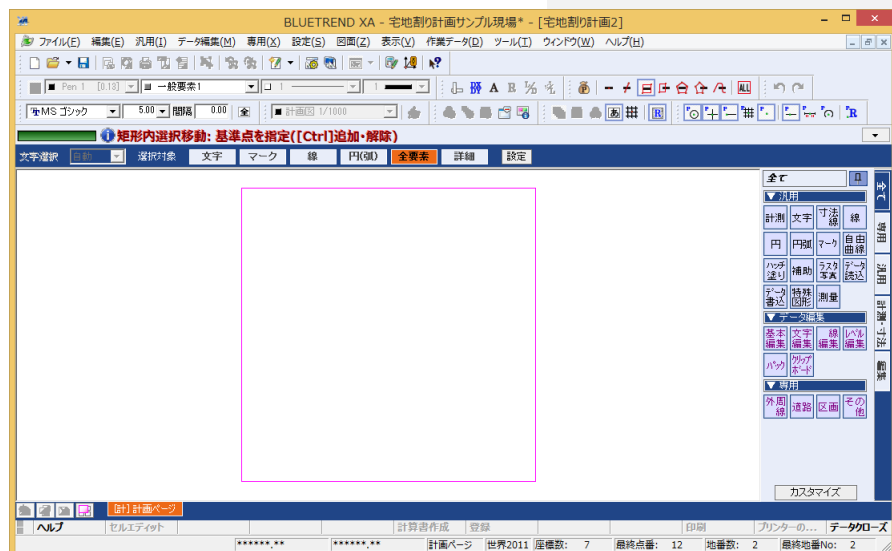 BLUETREND XA - 宅地割り計画サンプル現場* - [宅地割り計画2]
ファイル(F) 編集(E) 汎用(I) データ編集(M) 専用(X) 設定(S) 図面(Z) 表示(V) 作業データ(D) ツール(T) ウィンドウ(W) ヘルプ(H)
Pen 1 [0.13] 一般要素1 1 1 A B ALL
MS ゴシック 5.00 間隔 0.00 全 計画図 1/1000 あ R R
矩形内選択移動: 基準点を指定([Ctrl]追加・解除)
文字選択 自動 選択対象 文字 マーク 線 円(弧) 全要素 詳細 設定
全て
▼ 汎用
計測 文字 寸法線 線
円 円弧 マーク 自由曲線
ハッチ塗り 補助 ラスタ写真 データ読込
データ書込 特殊図形 測量
▼ データ編集
基本編集 文字編集 線編集 レベル編集
パック クリップボード
▼ 専用
外周線 道路 区画 その他
カスタマイズ
全て
専用
汎用
計測・寸法
編集
[計]計画ページ
ヘルプ セルエディット 計算書作成 登録 印刷 プリンターの... データクローズ
******.** ******.** 計画ページ 世界2011 座標数: 7 最終点番: 12 地番数: 2 最終地番No: 2